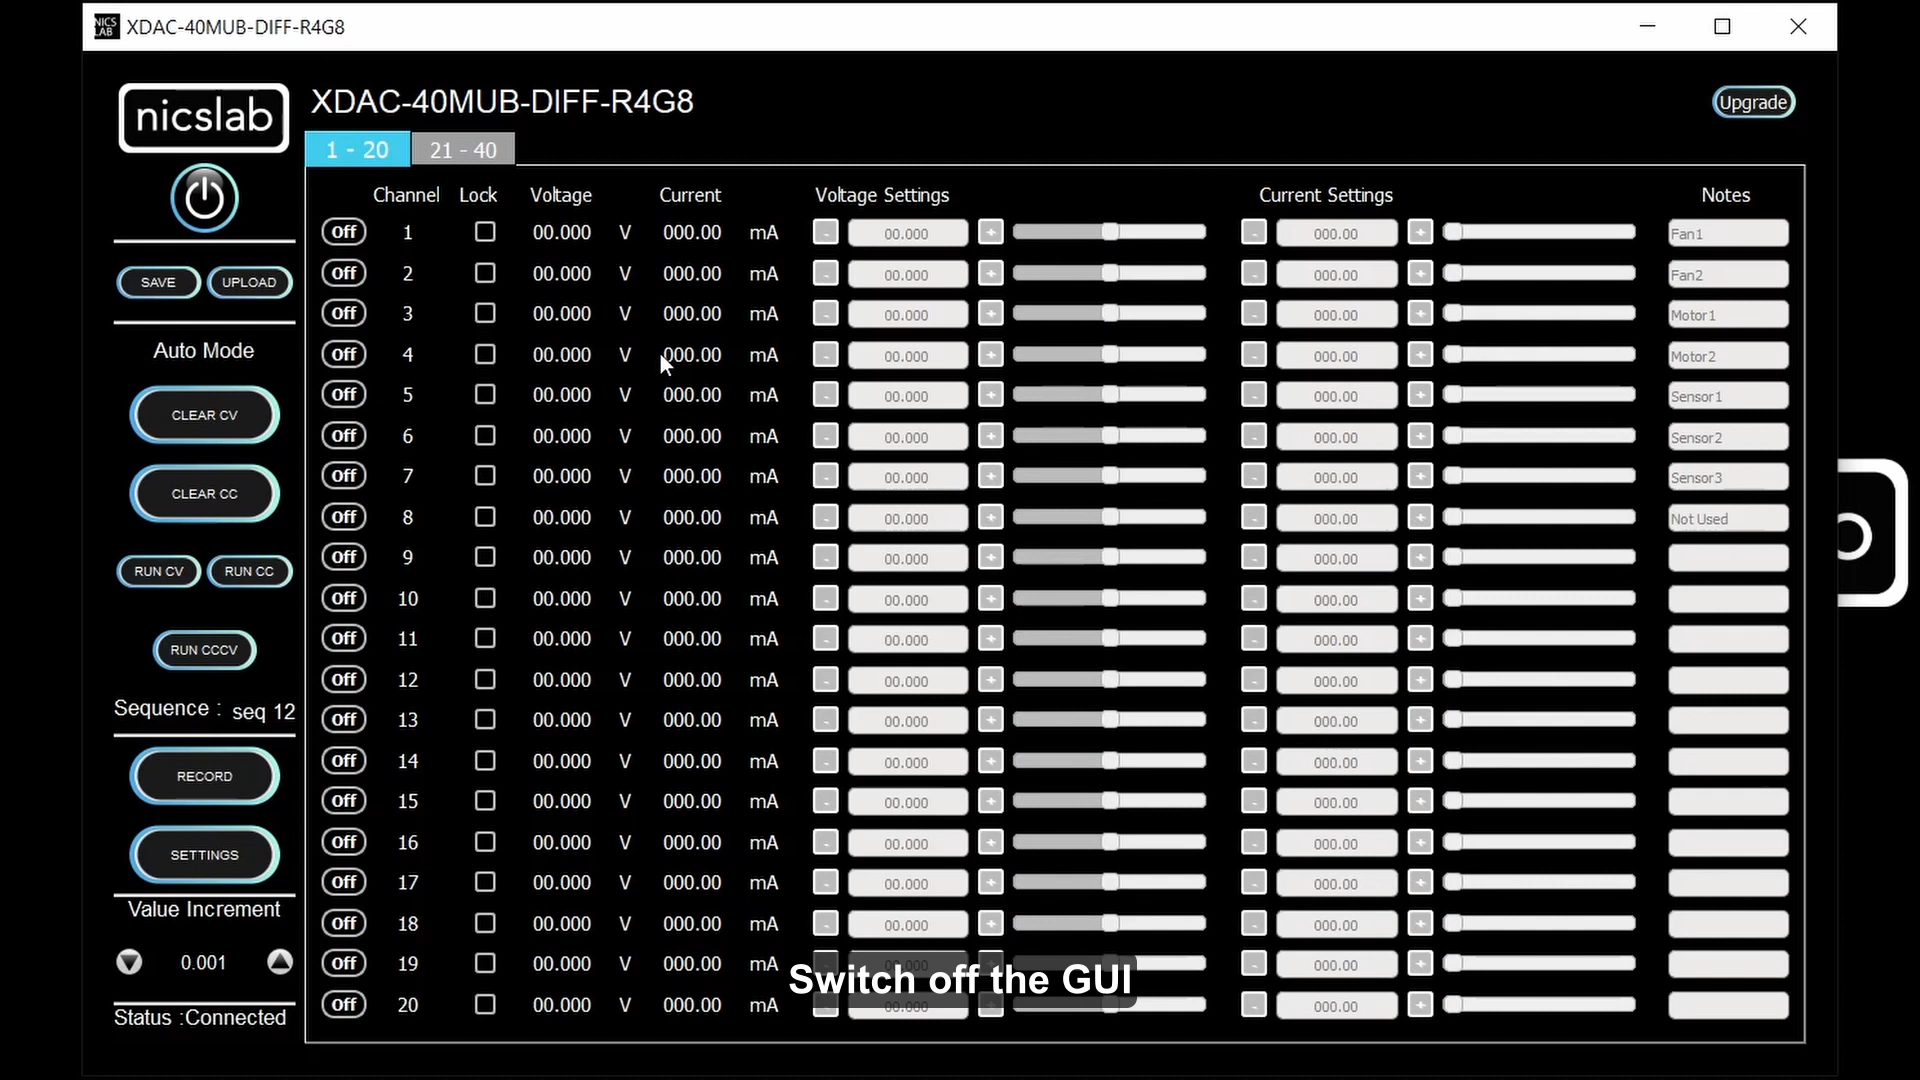 NICS LAB XDAC-40MUB-DIFF-R4G8
nicslab XDAC-40MUB-DIFF-R4G8 Upgrade
1 - 20 21 - 40
Channel Lock Voltage Current Voltage Settings Current Settings Notes
Off 1 00.000 V 000.00 mA - 00.000 + - 000.00 + Fan1
Off 2 00.000 V 000.00 mA - 00.000 + - 000.00 + Fan2
Off 3 00.000 V 000.00 mA - 00.000 + - 000.00 + Motor1
Off 4 00.000 V 000.00 mA - 00.000 + - 000.00 + Motor2
Off 5 00.000 V 000.00 mA - 00.000 + - 000.00 + Sensor1
Off 6 00.000 V 000.00 mA - 00.000 + - 000.00 + Sensor2
Off 7 00.000 V 000.00 mA - 00.000 + - 000.00 + Sensor3
Off 8 00.000 V 000.00 mA - 00.000 + - 000.00 + Not Used
Off 9 00.000 V 000.00 mA - 00.000 + - 000.00 +
Off 10 00.000 V 000.00 mA - 00.000 + - 000.00 +
Off 11 00.000 V 000.00 mA - 00.000 + - 000.00 +
Off 12 00.000 V 000.00 mA - 00.000 + - 000.00 +
Off 13 00.000 V 000.00 mA - 00.000 + - 000.00 +
Off 14 00.000 V 000.00 mA - 00.000 + - 000.00 +
Off 15 00.000 V 000.00 mA - 00.000 + - 000.00 +
Off 16 00.000 V 000.00 mA - 00.000 + - 000.00 +
Off 17 00.000 V 000.00 mA - 00.000 + - 000.00 +
Off 18 00.000 V 000.00 mA - 00.000 + - 000.00 +
Off 19 00.000 V 000.00 mA - 000.00 +
Off 20 00.000 V 000.00 mA - 000.00 +
SAVE UPLOAD
Auto Mode
CLEAR CV
CLEAR CC
RUN CV RUN CC
RUN CCCV
Sequence : seq 12
RECORD
SETTINGS
Value Increment
0.001
Status :Connected
Switch off the GUI